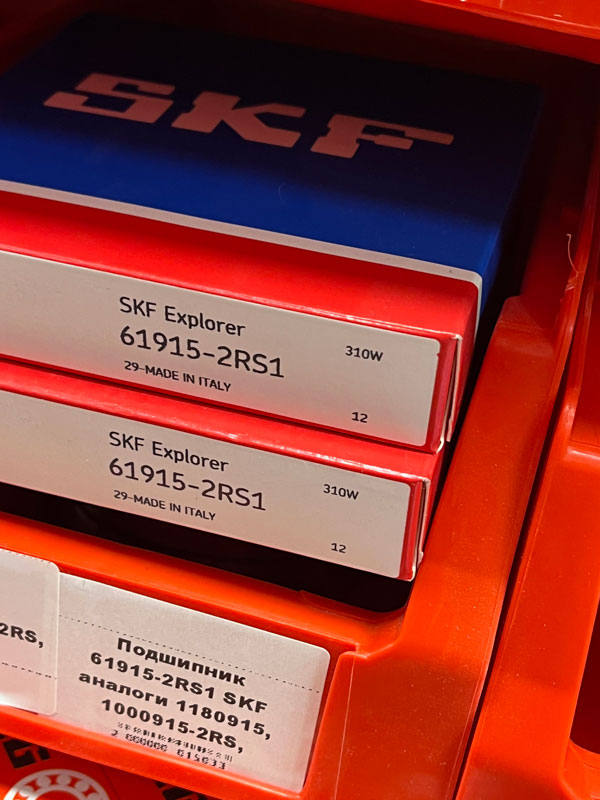 SKF
SKF Explorer
61915-2RS1
29-MADE IN ITALY
310W
12
SKF Explorer
61915-2RS1
29-MADE IN ITALY
310W
12
2RS,
Подшипник
61915-2RS1 SKF
аналоги 1180915,
1000915-2RS,